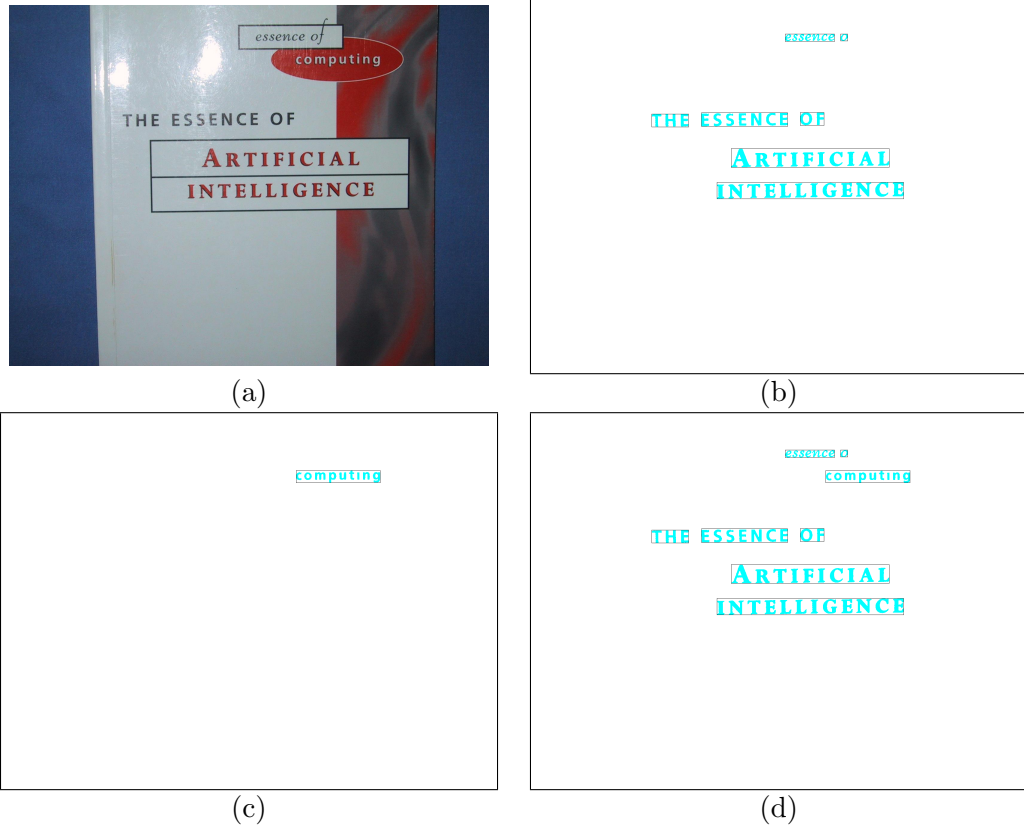 essence of
computing
THE ESSENCE OF
ARTIFICIAL
INTELLIGENCE
(a)
essence o
THE ESSENCE OF
ARTIFICIAL
INTELLIGENCE
(b)
computing
(c)
essence o
computing
THE ESSENCE OF
ARTIFICIAL
INTELLIGENCE
(d)